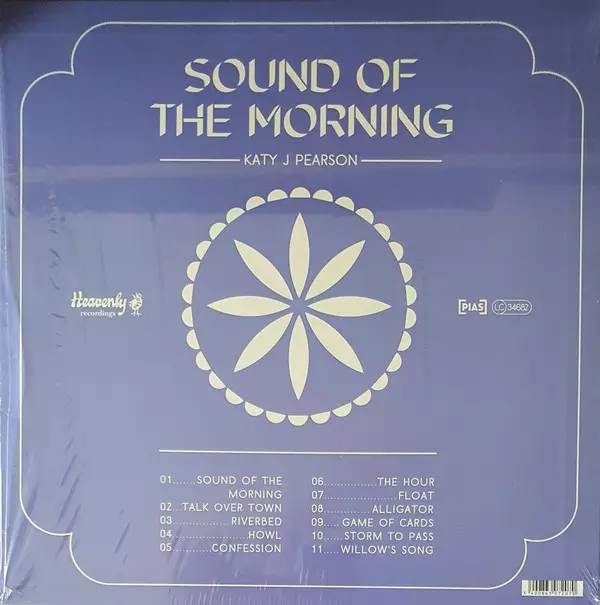 SOUND OF
THE MORNING
KATY J PEARSON
Heavenly
recordings
[PIAS] LC 34682
01.......SOUND OF THE
MORNING
02...TALK OVER TOWN
03.................RIVERBED
04......................HOWL
05............CONFESSION
06................THE HOUR
07......................FLOAT
08.............ALLIGATOR
09.....GAME OF CARDS
10.....STORM TO PASS
11.....WILLOW'S SONG